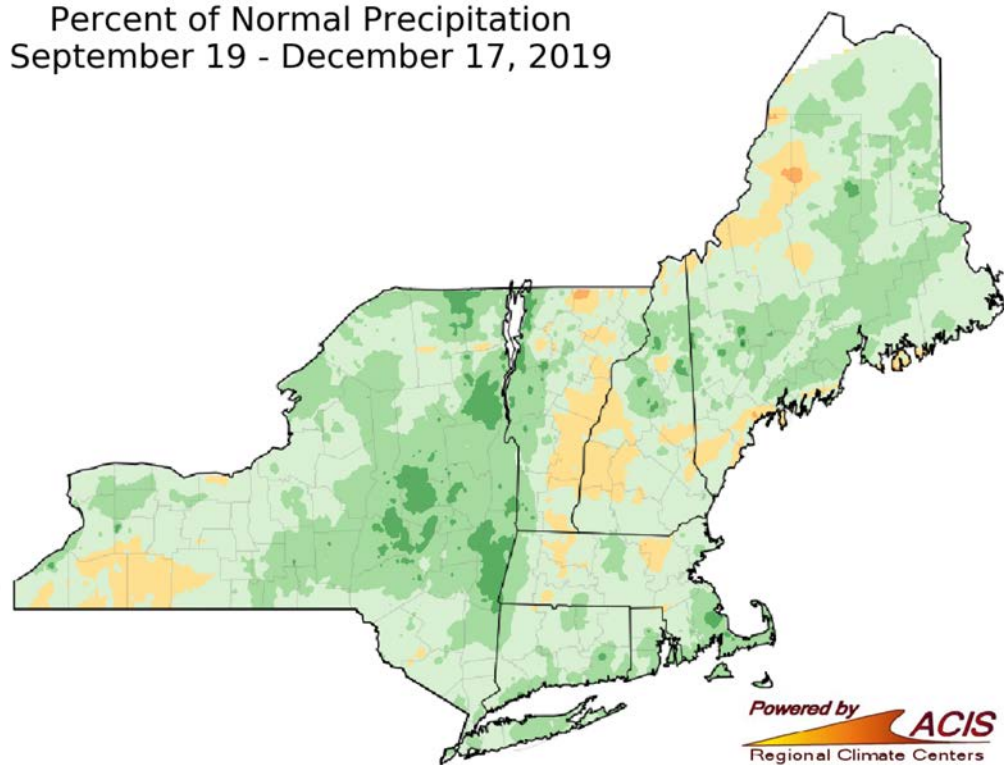 Percent of Normal Precipitation
September 19 - December 17, 2019
Powered by
ACIS
Regional Climate Centers